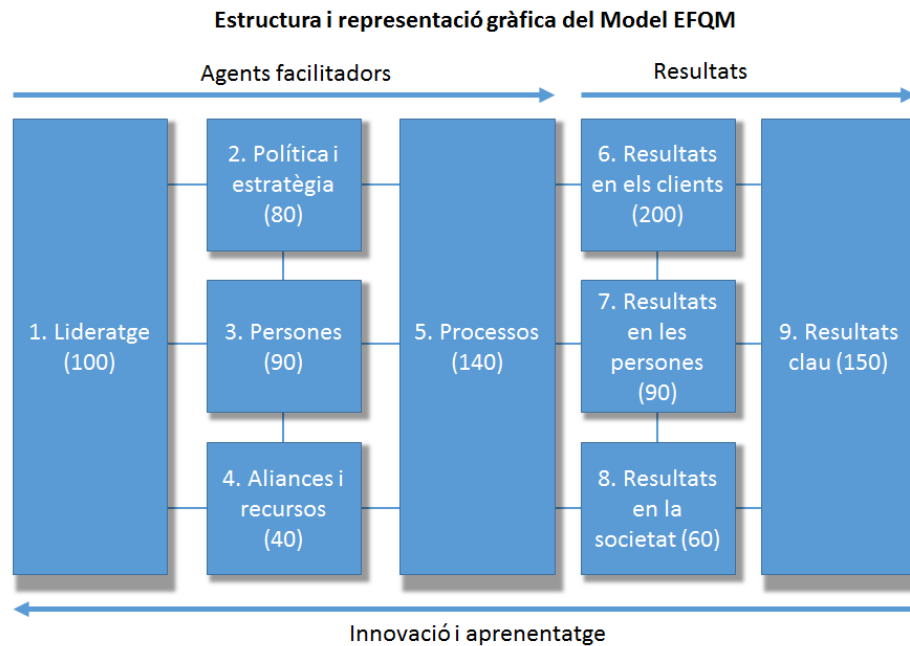 Estructura i representació gràfica del Model EFQM
Agents facilitadors
Resultats
1. Lideratge
(100)
2. Política i
estratègia
(80)
3. Persones
(90)
4. Aliances i
recursos
(40)
5. Processos
(140)
6. Resultats
en els clients
(200)
7. Resultats
en les
persones
(90)
8. Resultats
en la
societat (60)
9. Resultats
clau (150)
Innovació i aprenentatge